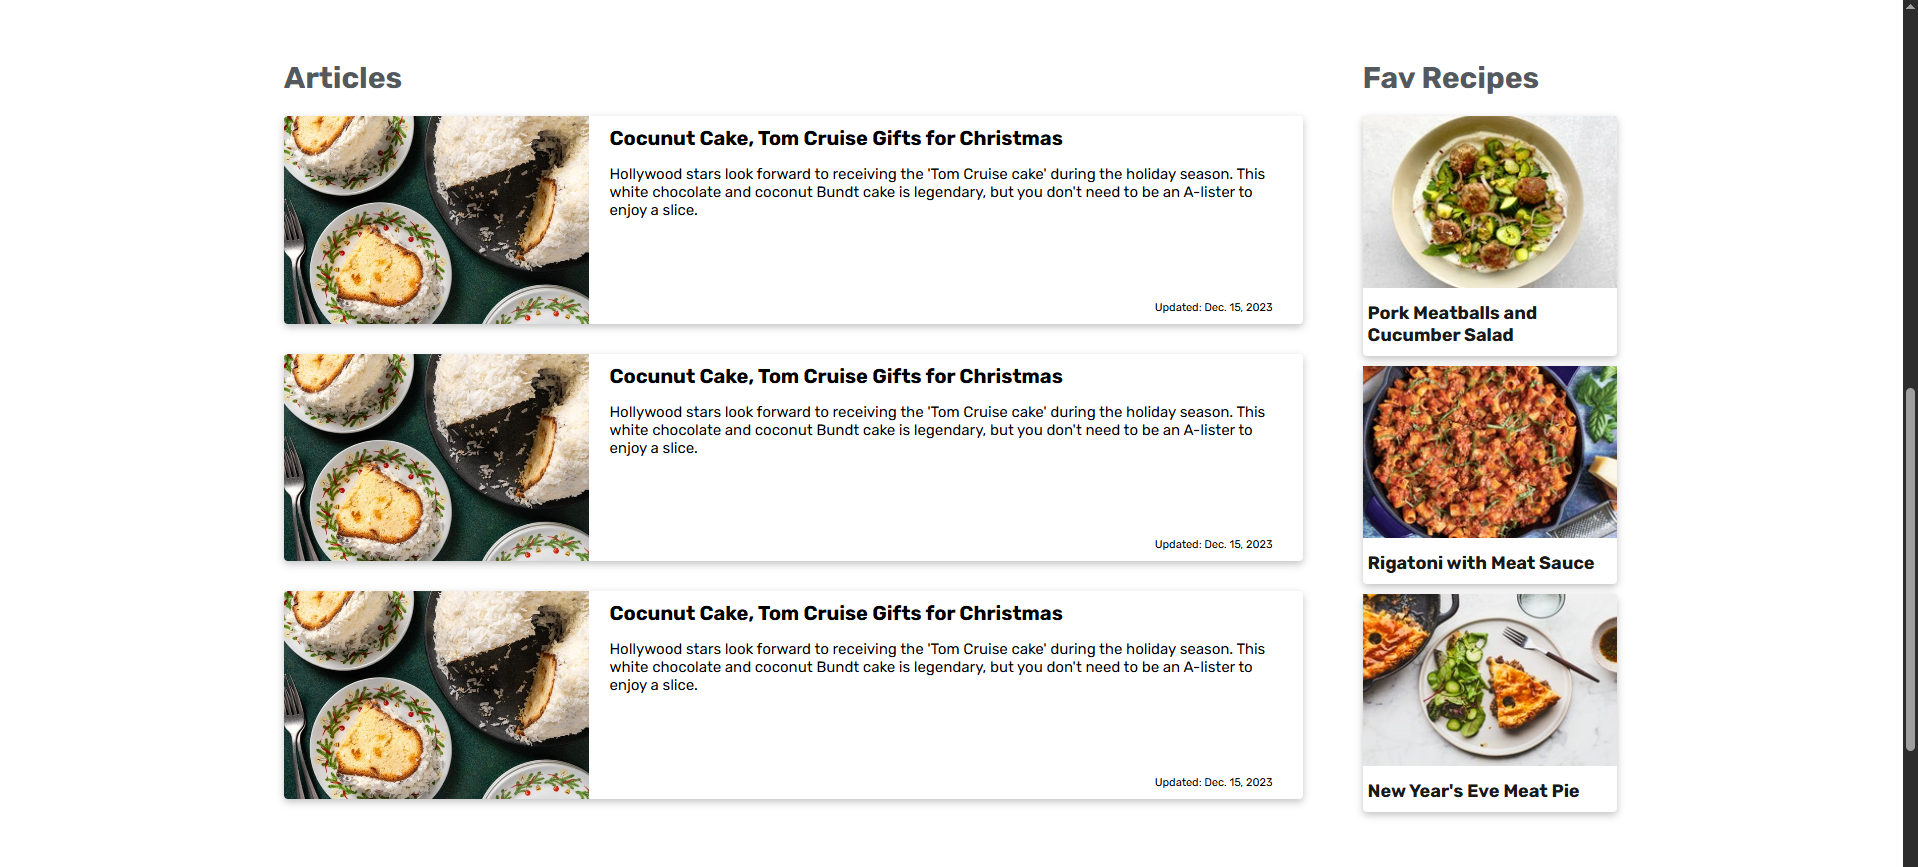 Articles
Cocunut Cake, Tom Cruise Gifts for Christmas
Hollywood stars look forward to receiving the 'Tom Cruise cake' during the holiday season. This
white chocolate and coconut Bundt cake is legendary, but you don't need to be an A-lister to
enjoy a slice.
Updated: Dec. 15, 2023
Cocunut Cake, Tom Cruise Gifts for Christmas
Hollywood stars look forward to receiving the 'Tom Cruise cake' during the holiday season. This
white chocolate and coconut Bundt cake is legendary, but you don't need to be an A-lister to
enjoy a slice.
Updated: Dec. 15, 2023
Cocunut Cake, Tom Cruise Gifts for Christmas
Hollywood stars look forward to receiving the 'Tom Cruise cake' during the holiday season. This
white chocolate and coconut Bundt cake is legendary, but you don't need to be an A-lister to
enjoy a slice.
Updated: Dec. 15, 2023
Fav Recipes
Pork Meatballs and
Cucumber Salad
Rigatoni with Meat Sauce
New Year's Eve Meat Pie